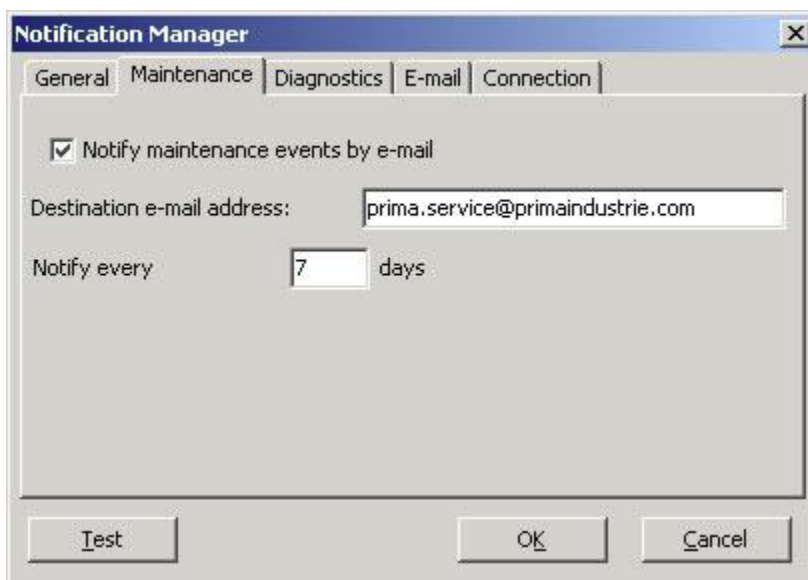 Notification Manager
General Maintenance Diagnostics E-mail Connection
Notify maintenance events by e-mail
Destination e-mail address: prima.service@primaindustrie.com
Notify every 7 days
Test OK Cancel